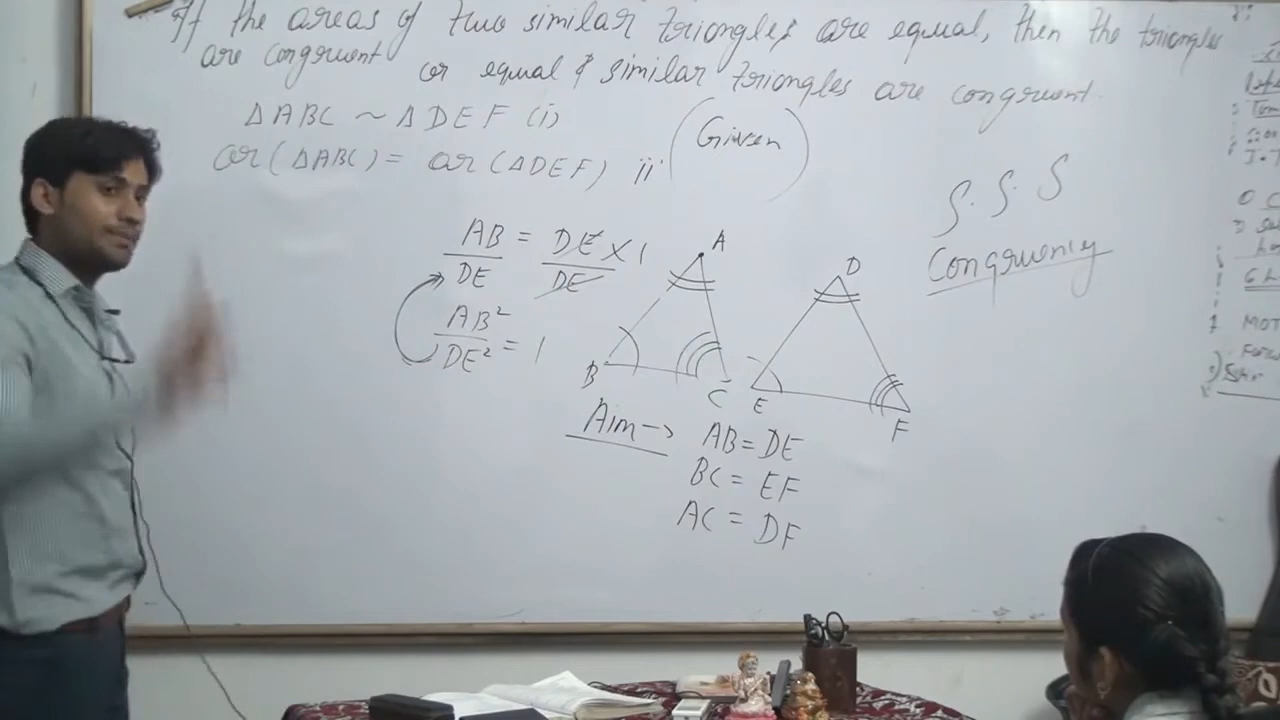 If the areas of two similar triangles are equal, then the triangles
are congruent or equal & similar triangles are congruent.
ΔABC ~ ΔDEF (i)
ar(ΔABC) = ar(ΔDEF) ii (Given)
S.S.S
Congruency
AB/DE = DE/DE × 1
AB²/DE² = 1
A
B
C
D
E
F
Aim → AB = DE
BC = EF
AC = DF
MOT